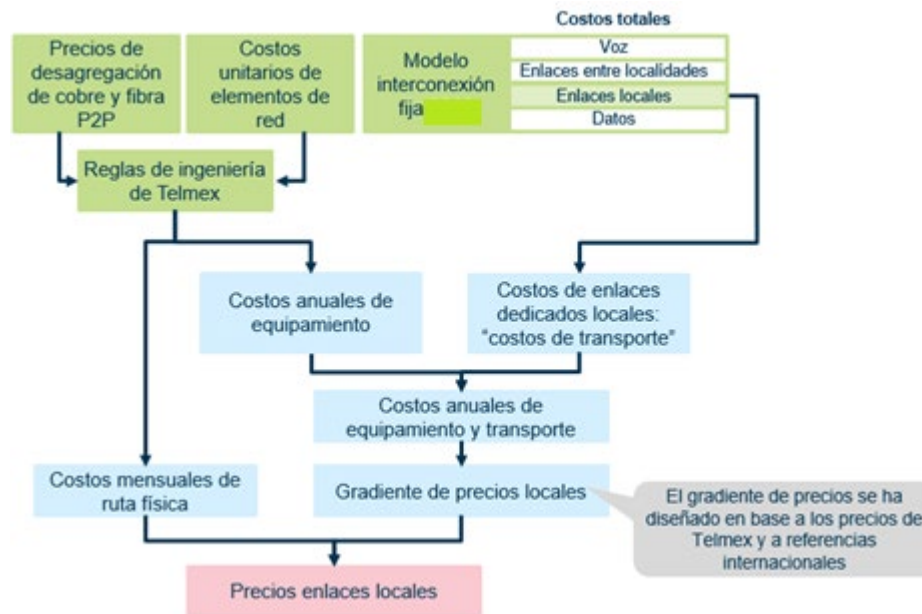 Costos totales
Precios de
desagregación
de cobre y fibra
P2P
Costos
unitarios de
elementos de
red
Modelo
interconexión
fija
Voz
Enlaces entre localidades
Enlaces locales
Datos
Reglas de ingeniería
de Telmex
Costos anuales de
equipamiento
Costos de enlaces
dedicados locales:
“costos de transporte”
Costos anuales de
equipamiento y transporte
Costos mensuales de
ruta física
Gradiente de precios locales
El gradiente de precios se ha
diseñado en base a los precios de
Telmex y a referencias
internacionales
Precios enlaces locales